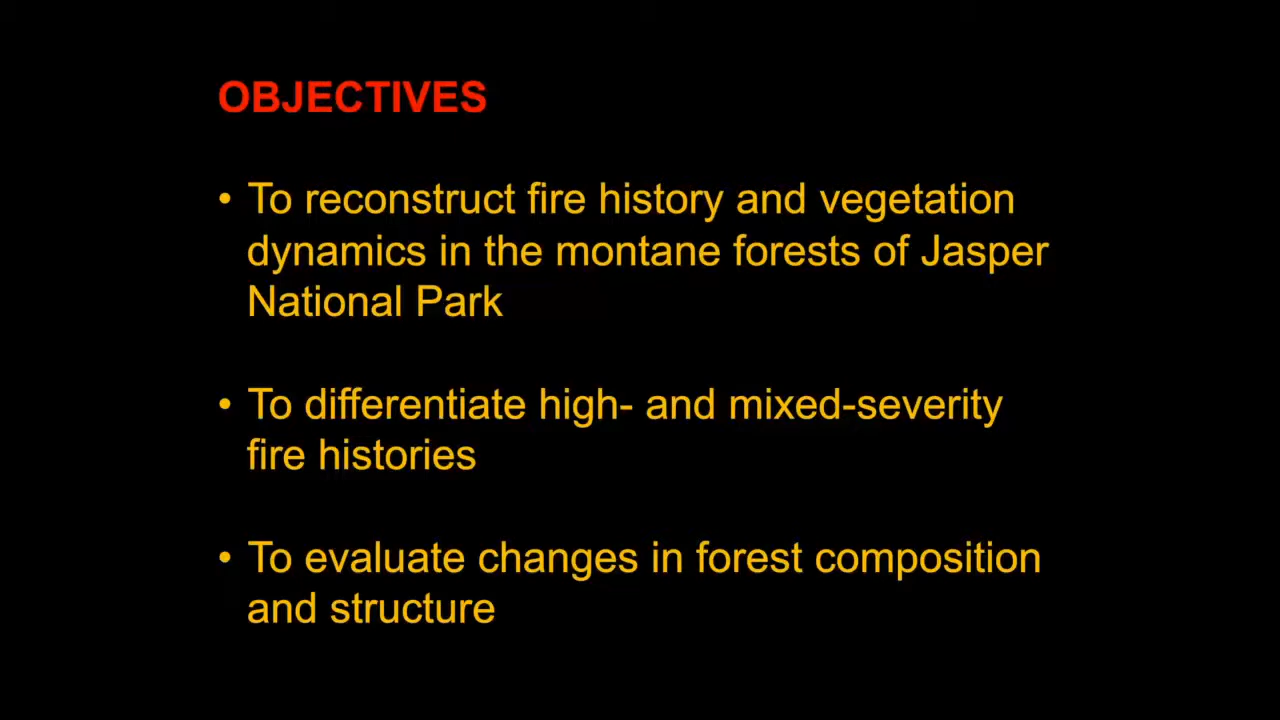 OBJECTIVES
• To reconstruct fire history and vegetation
dynamics in the montane forests of Jasper
National Park
• To differentiate high- and mixed-severity
fire histories
• To evaluate changes in forest composition
and structure